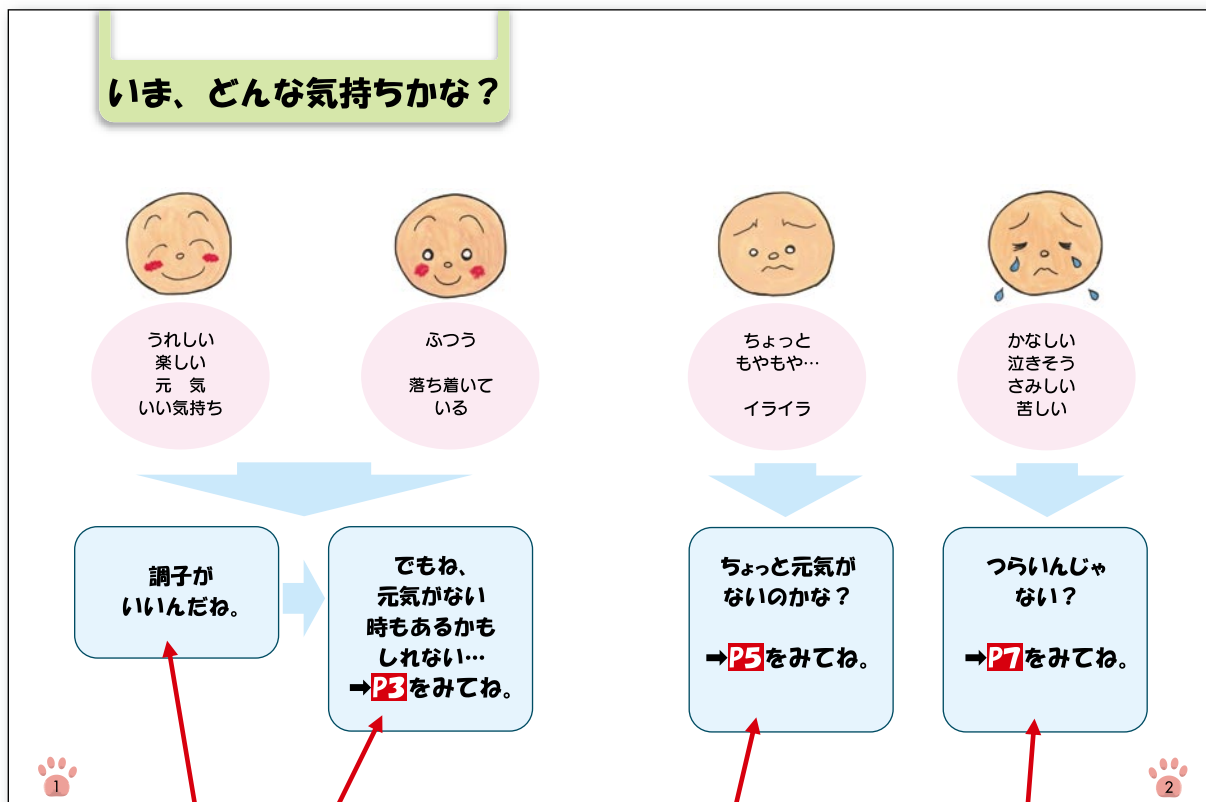 いま、どんな気持ちかな？
うれしい
楽しい
元　気
いい気持ち
ふつう
落ち着いて
いる
ちょっと
もやもや…
イライラ
かなしい
泣きそう
さみしい
苦しい
調子が
いいんだね。
でもね、
元気がない
時もあるかも
しれない…
➡P3をみてね。
ちょっと元気が
ないのかな？
➡P5をみてね。
つらいんじゃ
ない？
➡P7をみてね。
1
2